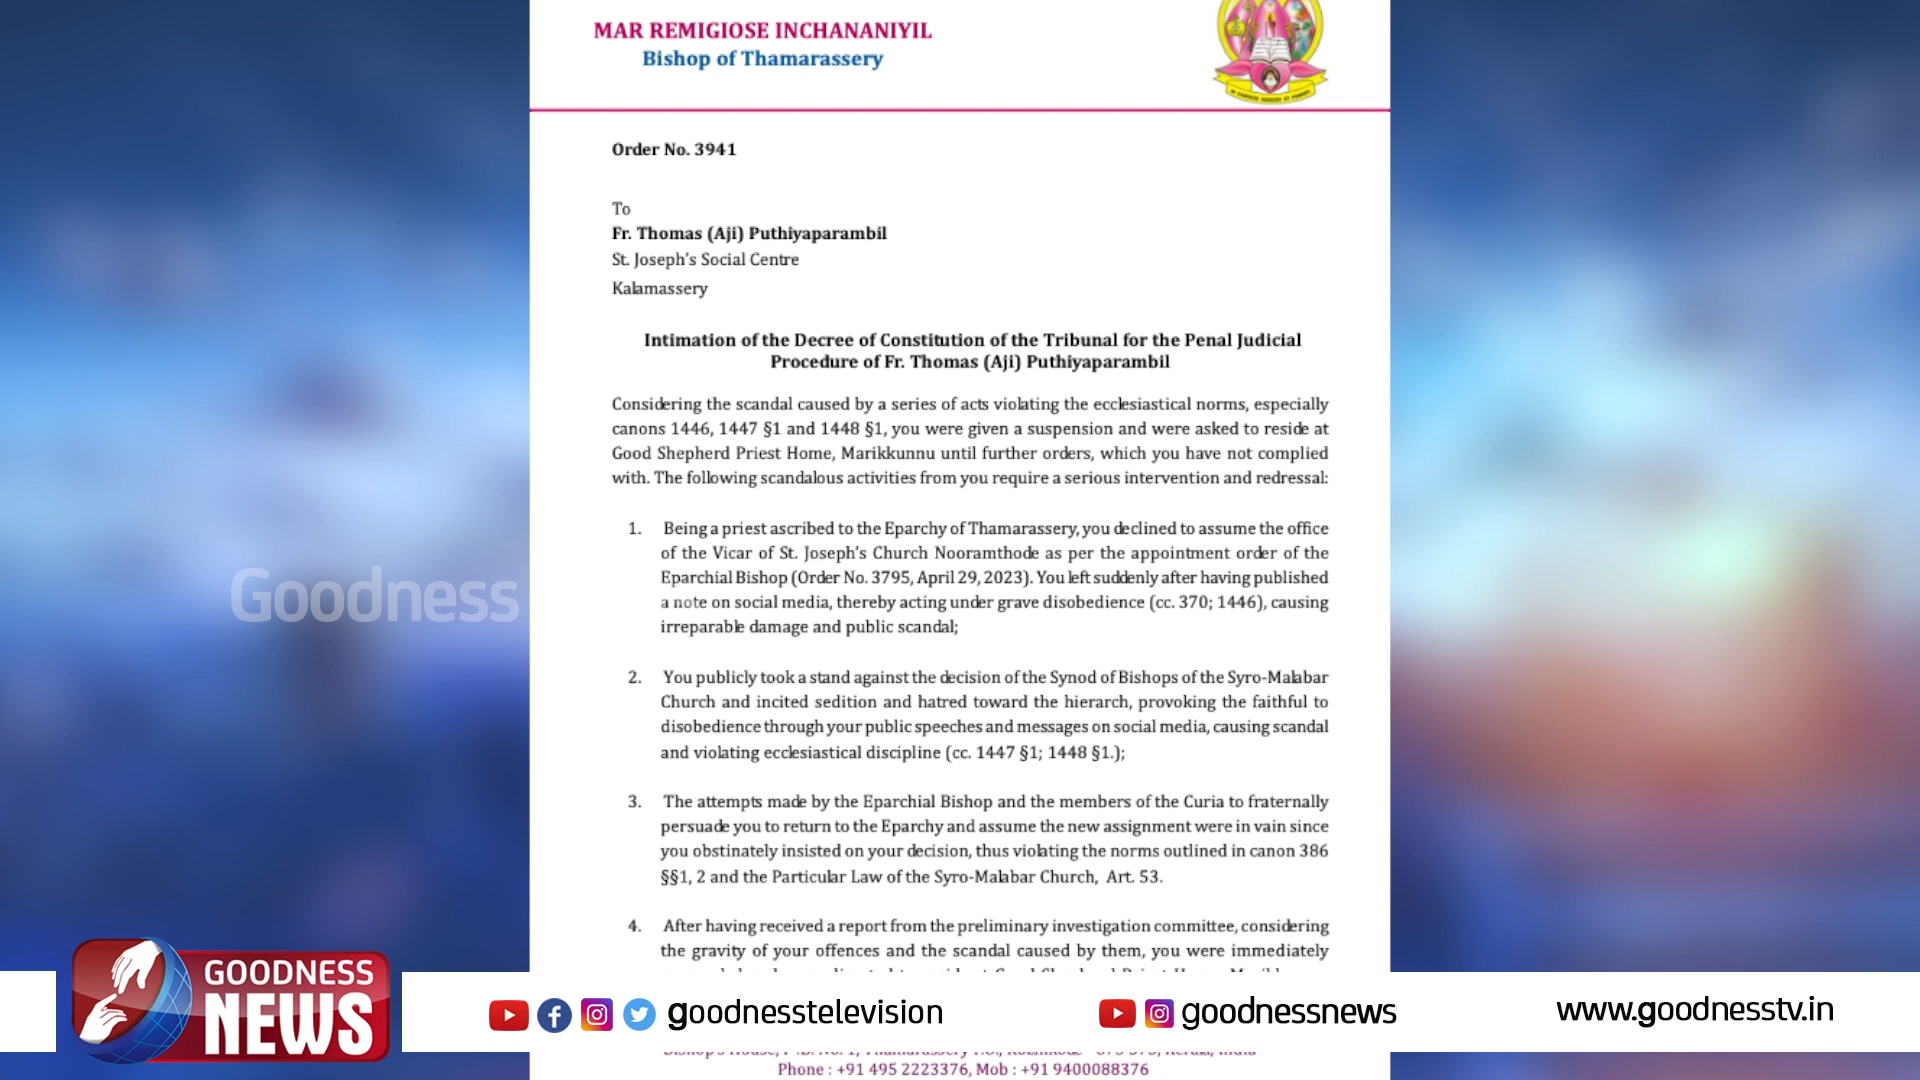 MAR REMIGIOSE INCHANANIYIL
Bishop of Thamarassery
Order No. 3941
To
Fr. Thomas (Aji) Puthiyaparambil
St. Joseph's Social Centre
Kalamassery
Intimation of the Decree of Constitution of the Tribunal for the Penal Judicial
Procedure of Fr. Thomas (Aji) Puthiyaparambil
Considering the scandal caused by a series of acts violating the ecclesiastical norms, especially
canons 1446, 1447 §1 and 1448 §1, you were given a suspension and were asked to reside at
Good Shepherd Priest Home, Marikkunnu until further orders, which you have not complied
with. The following scandalous activities from you require a serious intervention and redressal:
1. Being a priest ascribed to the Eparchy of Thamarassery, you declined to assume the office
of the Vicar of St. Joseph's Church Nooramthode as per the appointment order of the
Eparchial Bishop (Order No. 3795, April 29, 2023). You left suddenly after having published
a note on social media, thereby acting under grave disobedience (cc. 370; 1446), causing
irreparable damage and public scandal;
2. You publicly took a stand against the decision of the Synod of Bishops of the Syro-Malabar
Church and incited sedition and hatred toward the hierarch, provoking the faithful to
disobedience through your public speeches and messages on social media, causing scandal
and violating ecclesiastical discipline (cc. 1447 §1; 1448 §1.);
3. The attempts made by the Eparchial Bishop and the members of the Curia to fraternally
persuade you to return to the Eparchy and assume the new assignment were in vain since
you obstinately insisted on your decision, thus violating the norms outlined in canon 386
§§1, 2 and the Particular Law of the Syro-Malabar Church, Art. 53.
4. After having received a report from the preliminary investigation committee, considering
the gravity of your offences and the scandal caused by them, you were immediately
Phone : +91 495 2223376, Mob : +91 9400088376
Goodness
GOODNESS
NEWS
goodnesstelevision
goodnessnews
www.goodnesstv.in